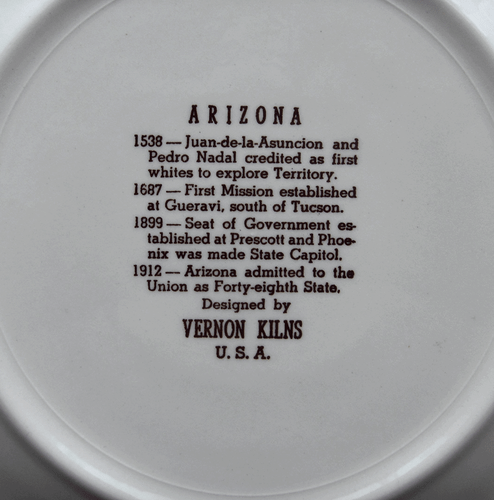 ARIZONA
1538 — Juan-de-la-Asuncion and
Pedro Nadal credited as first
whites to explore Territory.
1687 — First Mission established
at Gueravi, south of Tucson.
1899 — Seat of Government es-
tablished at Prescott and Phoe-
nix was made State Capitol.
1912 — Arizona admitted to the
Union as Forty-eighth State.
Designed by
VERNON KILNS
U. S. A.